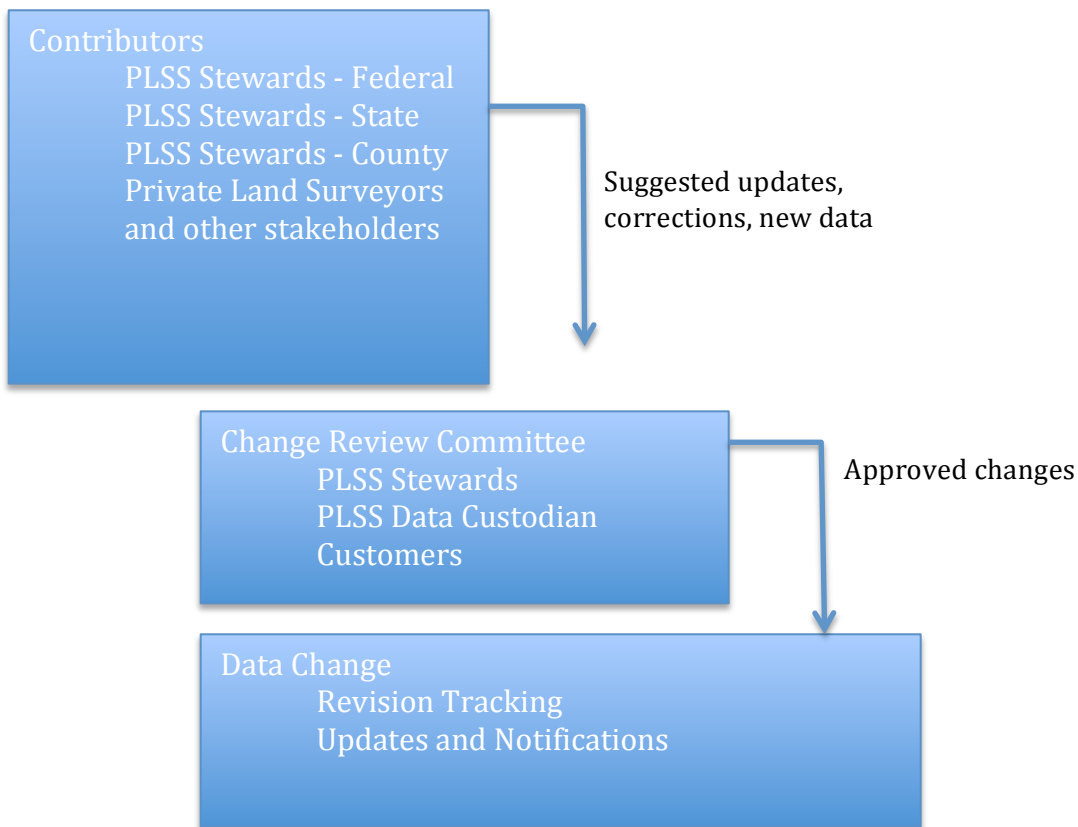 Contributors
PLSS Stewards - Federal
PLSS Stewards - State
PLSS Stewards - County
Private Land Surveyors
and other stakeholders
Suggested updates,
corrections, new data
Change Review Committee
PLSS Stewards
PLSS Data Custodian
Customers
Approved changes
Data Change
Revision Tracking
Updates and Notifications